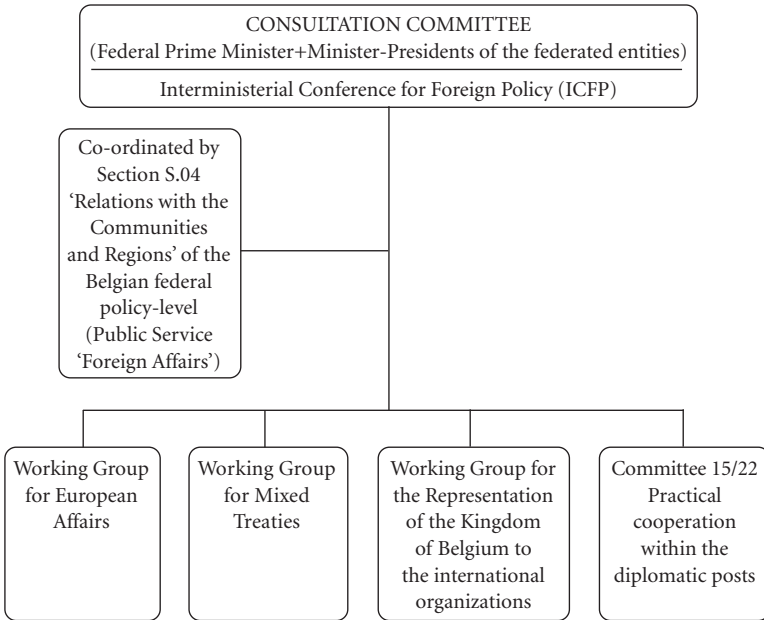 CONSULTATION COMMITTEE
(Federal Prime Minister+Minister-Presidents of the federated entities)
Interministerial Conference for Foreign Policy (ICFP)
Co-ordinated by
Section S.04
‘Relations with the
Communities
and Regions’ of the
Belgian federal
policy-level
(Public Service
‘Foreign Affairs’)
Working Group
for European
Affairs
Working Group
for Mixed
Treaties
Working Group for
the Representation
of the Kingdom
of Belgium to
the international
organizations
Committee 15/22
Practical
cooperation
within the
diplomatic posts